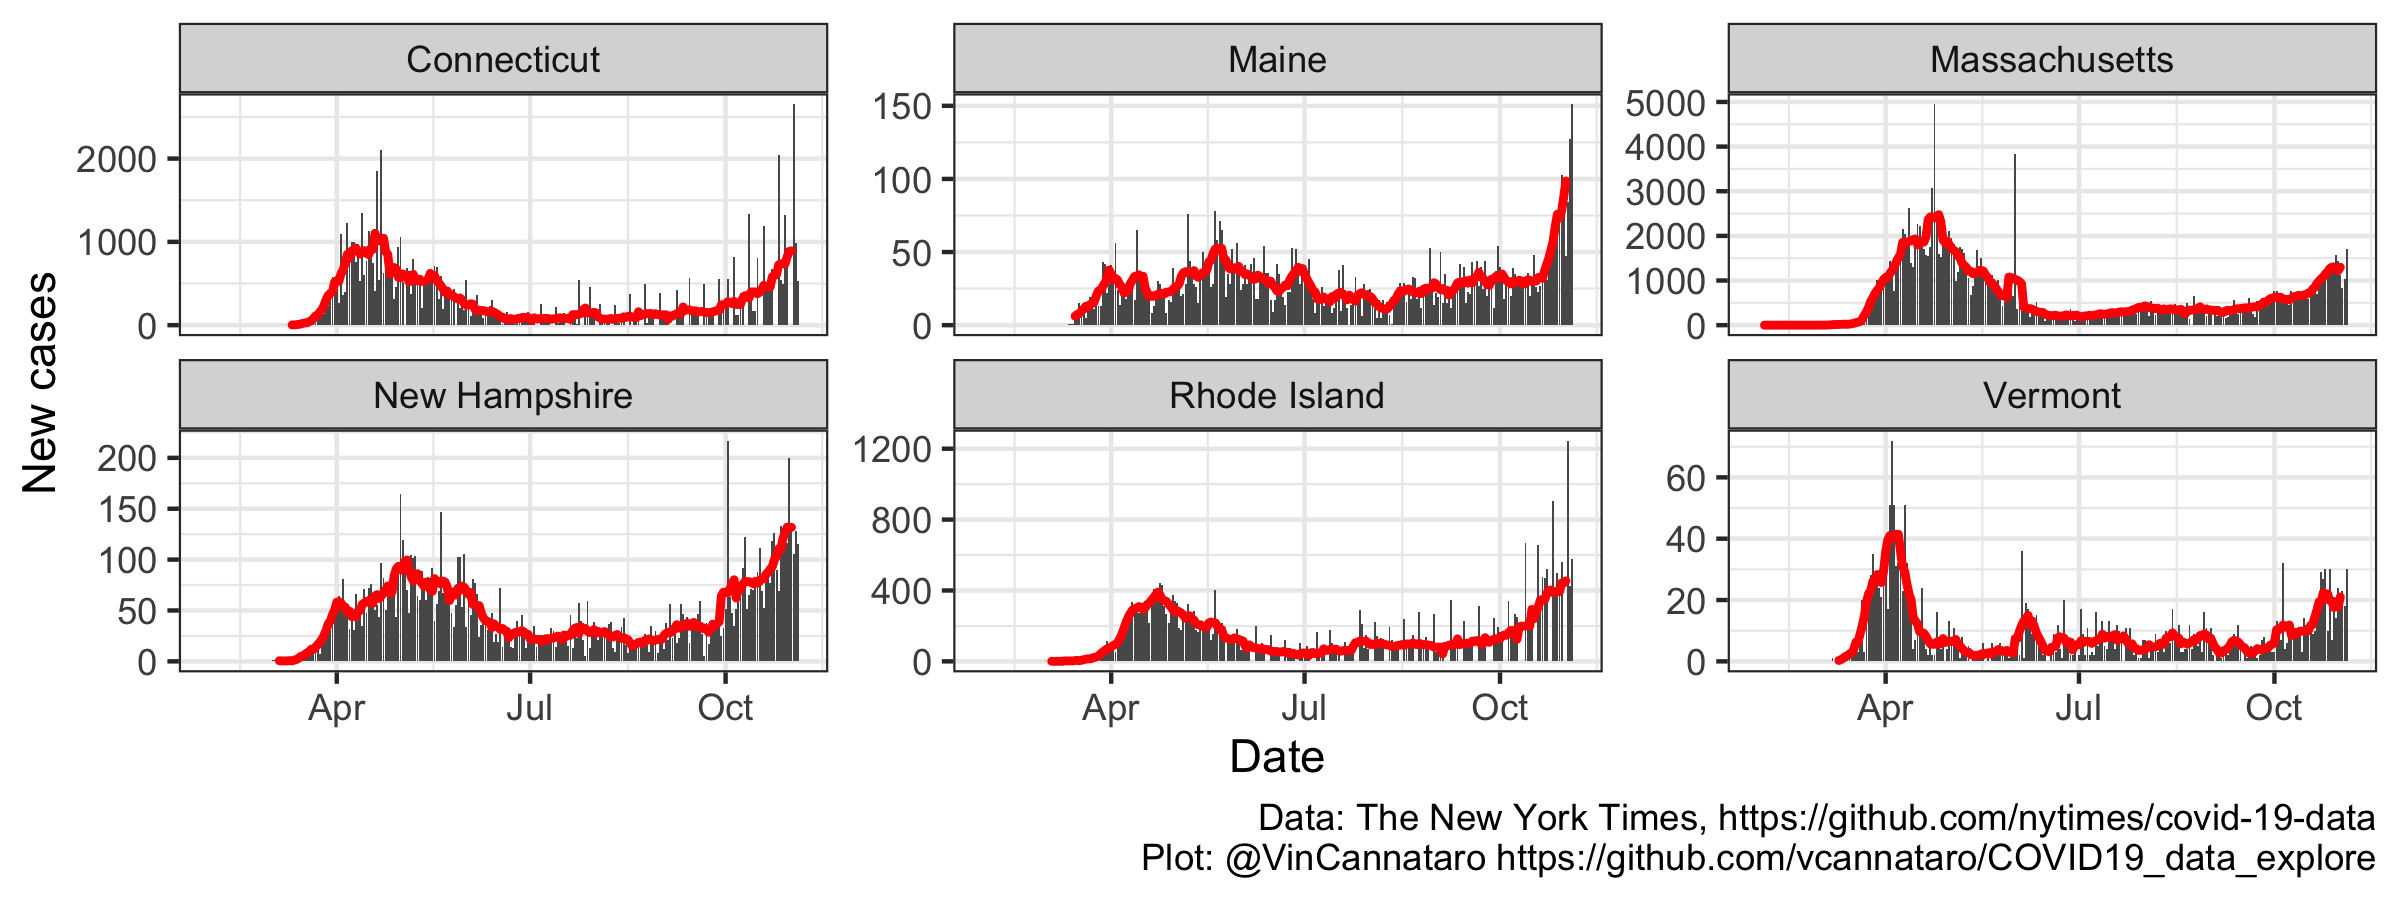 Connecticut
Maine
Massachusetts
2000
1000
0
150
100
50
0
5000
4000
3000
2000
1000
0
New cases
New Hampshire
Rhode Island
Vermont
200
150
100
50
0
1200
800
400
0
60
40
20
0
Apr Jul Oct
Apr Jul Oct
Apr Jul Oct
Date
Data: The New York Times, https://github.com/nytimes/covid-19-data
Plot: @VinCannataro https://github.com/vcannataro/COVID19_data_explore